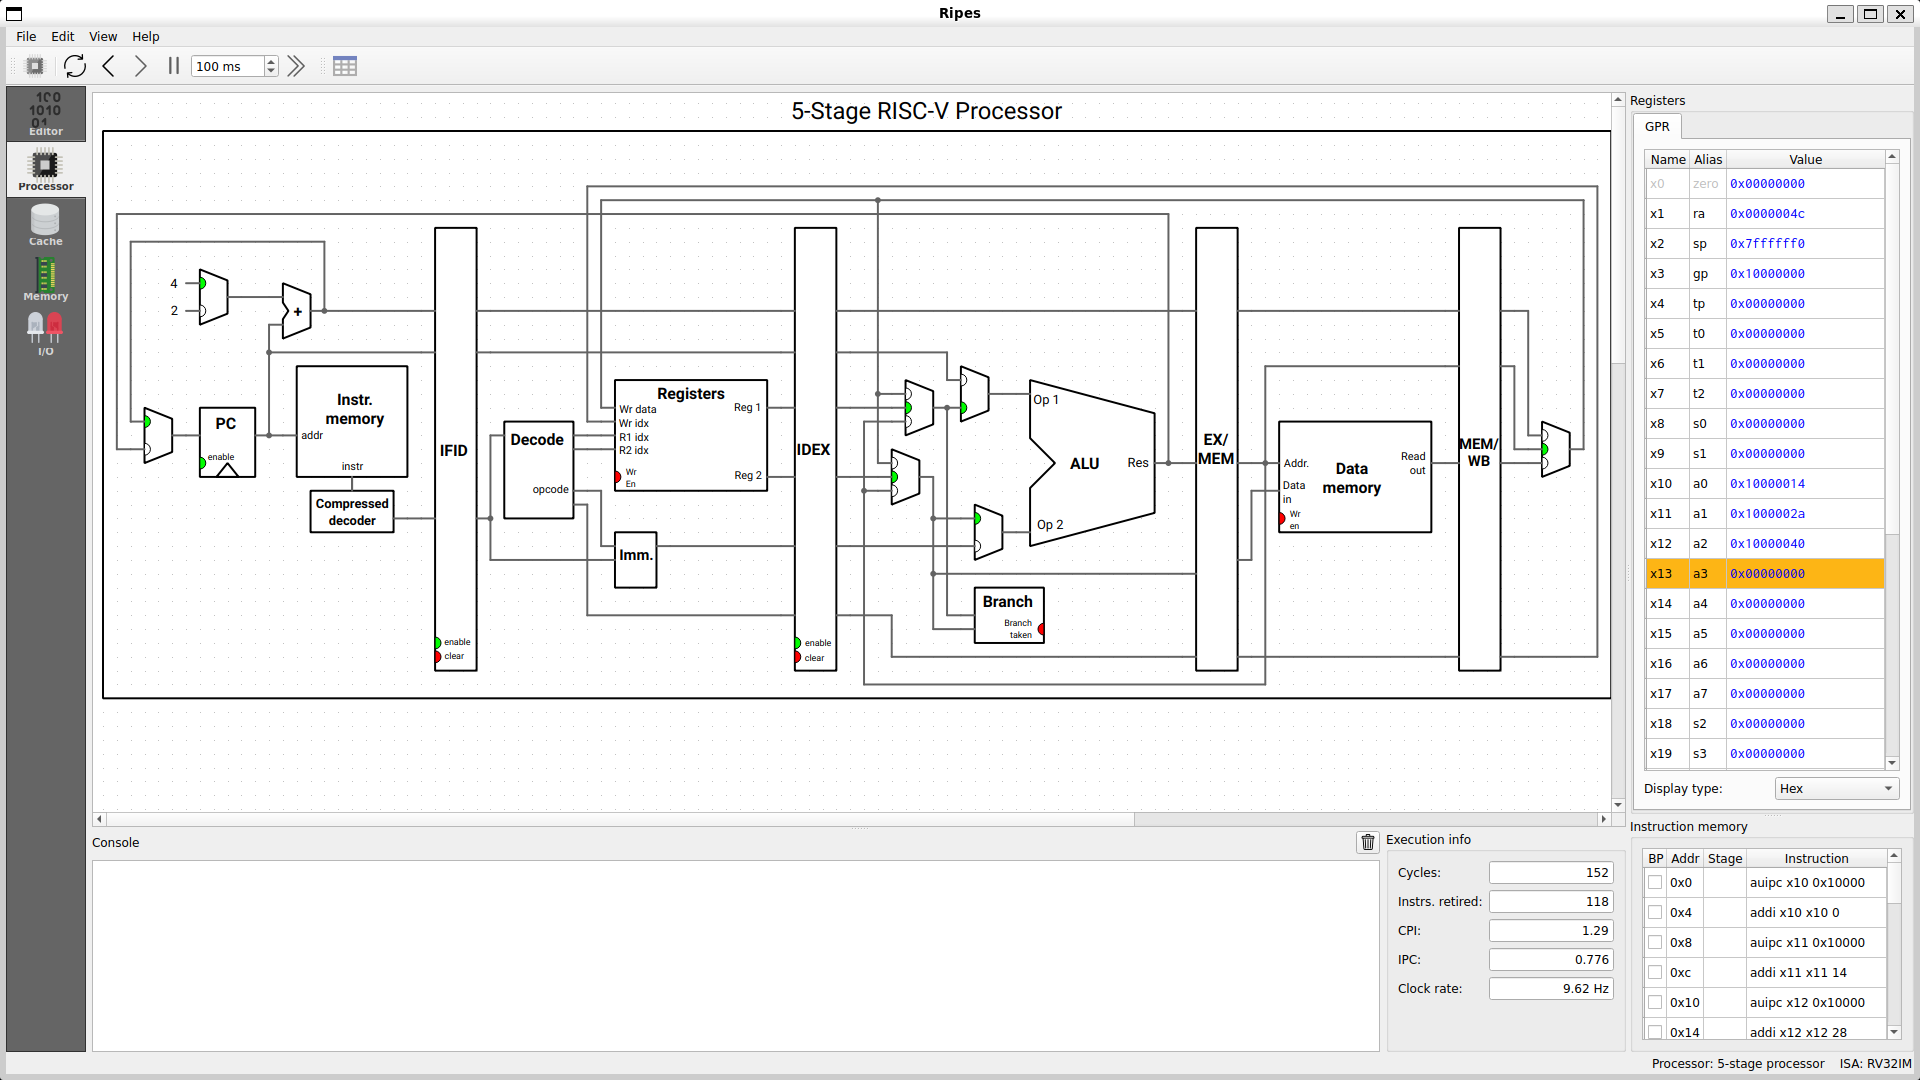 Ripes
File Edit View Help
100 ms
Editor
Processor
Cache
Memory
I/O
5-Stage RISC-V Processor
4
2
+
PC
enable
Instr.
memory
addr
instr
Compressed
decoder
IFID
enable
clear
Decode
opcode
Registers
Wr data
Wr idx
R1 idx
R2 idx
Wr
En
Reg 1
Reg 2
Imm.
IDEX
enable
clear
Op 1
ALU
Res
Op 2
Branch
Branch
taken
EX/
MEM
Addr.
Data
in
Wr
en
Data
memory
Read
out
MEM/
WB
Registers
GPR
Name Alias Value
x0 zero 0x00000000
x1 ra 0x0000004c
x2 sp 0x7ffffff0
x3 gp 0x10000000
x4 tp 0x00000000
x5 t0 0x00000000
x6 t1 0x00000000
x7 t2 0x00000000
x8 s0 0x00000000
x9 s1 0x00000000
x10 a0 0x10000014
x11 a1 0x1000002a
x12 a2 0x10000040
x13 a3 0x00000000
x14 a4 0x00000000
x15 a5 0x00000000
x16 a6 0x00000000
x17 a7 0x00000000
x18 s2 0x00000000
x19 s3 0x00000000
Display type: Hex
Console
Execution info
Cycles: 152
Instrs. retired: 118
CPI: 1.29
IPC: 0.776
Clock rate: 9.62 Hz
Instruction memory
BP Addr Stage Instruction
0x0 auipc x10 0x10000
0x4 addi x10 x10 0
0x8 auipc x11 0x10000
0xc addi x11 x11 14
0x10 auipc x12 0x10000
0x14 addi x12 x12 28
Processor: 5-stage processor ISA: RV32IM